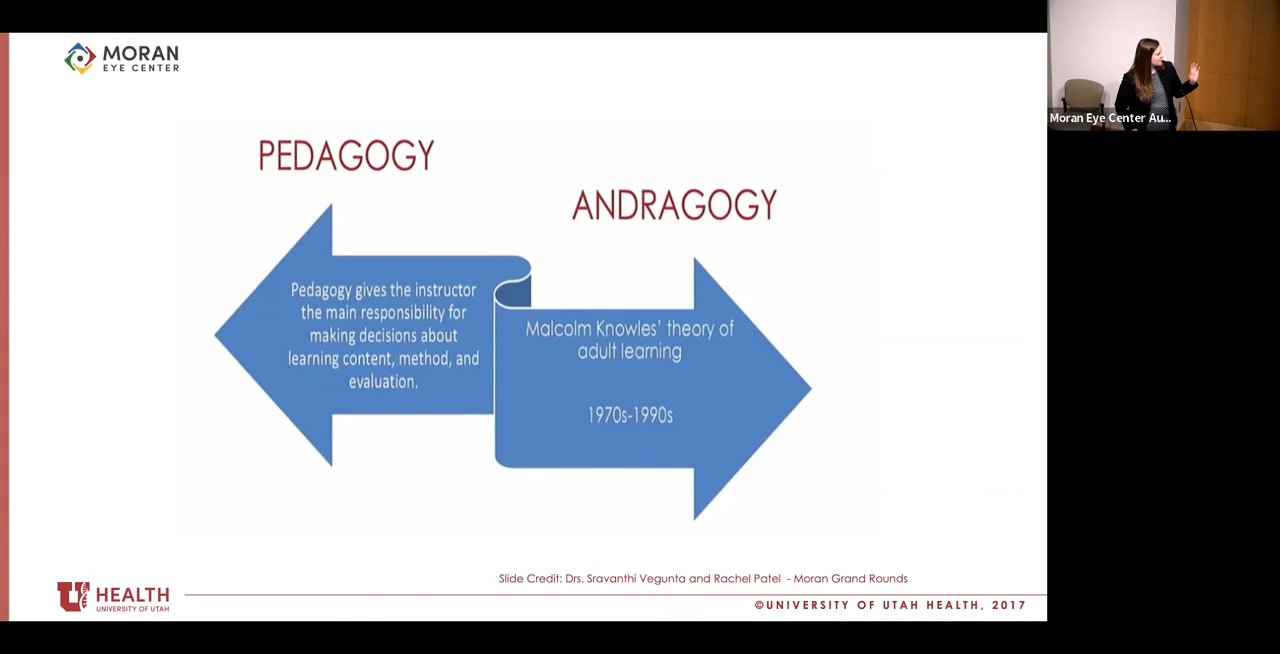 MORAN
EYE CENTER
Moran Eye Center Au...
PEDAGOGY
ANDRAGOGY
Pedagogy gives the instructor
the main responsibility for
making decisions about
learning content, method, and
evaluation.
Malcolm Knowles' theory of
adult learning
1970s-1990s
Slide Credit: Drs. Sravanthi Vegunta and Rachel Patel - Moran Grand Rounds
U HEALTH
UNIVERSITY OF UTAH
©UNIVERSITY OF UTAH HEALTH, 2017